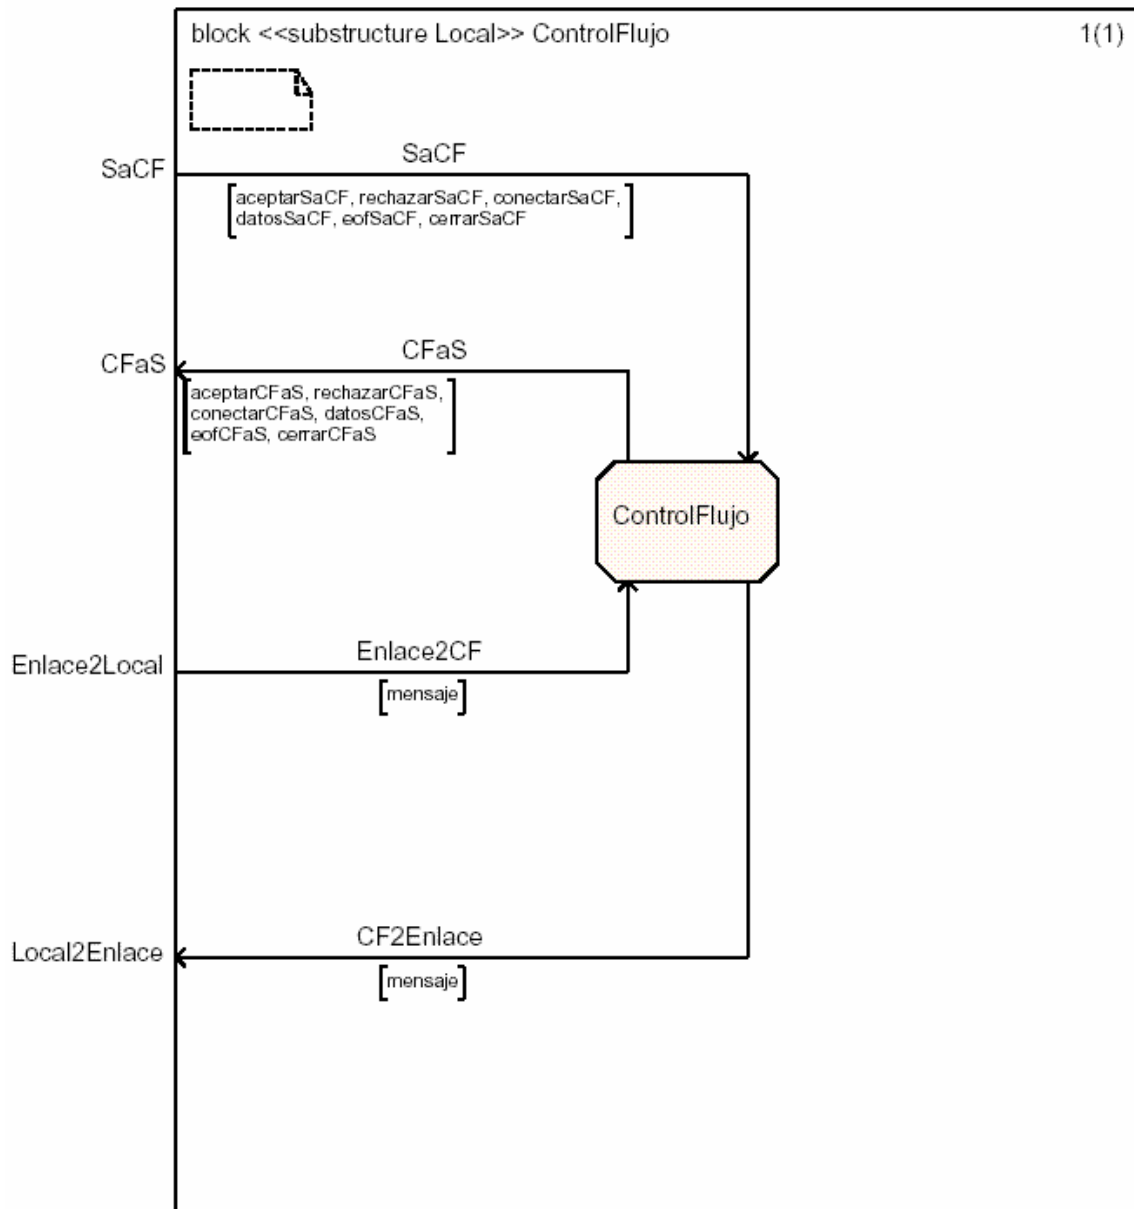 block <<substructure Local>> ControlFlujo
1(1)
SaCF
SaCF
[aceptarSaCF, rechazarSaCF, conectarSaCF,
datosSaCF, eofSaCF, cerrarSaCF]
CFaS
CFaS
[aceptarCFaS, rechazarCFaS,
conectarCFaS, datosCFaS,
eofCFaS, cerrarCFaS]
ControlFlujo
Enlace2Local
Enlace2CF
[mensaje]
Local2Enlace
CF2Enlace
[mensaje]